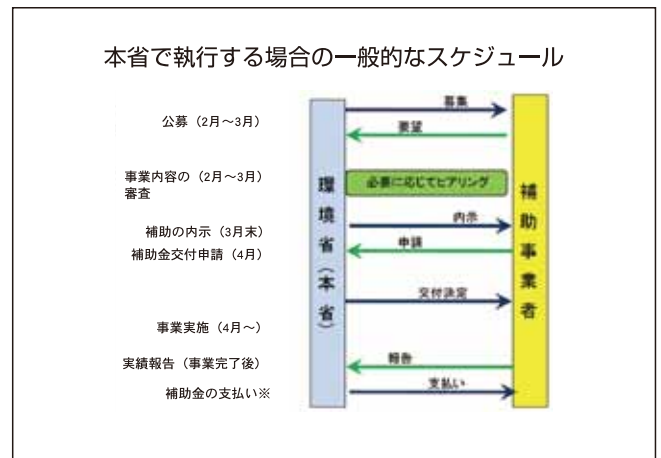 本省で執行する場合の一般的なスケジュール
公募（2月～3月）
募集
要望
事業内容の（2月～3月）
審査
必要に応じてヒアリング
補助の内示（3月末）
内示
補助金交付申請（4月）
申請
交付決定
事業実施（4月～）
実績報告（事業完了後）
報告
補助金の支払い※
支払い
環境省（本省）
補助事業者